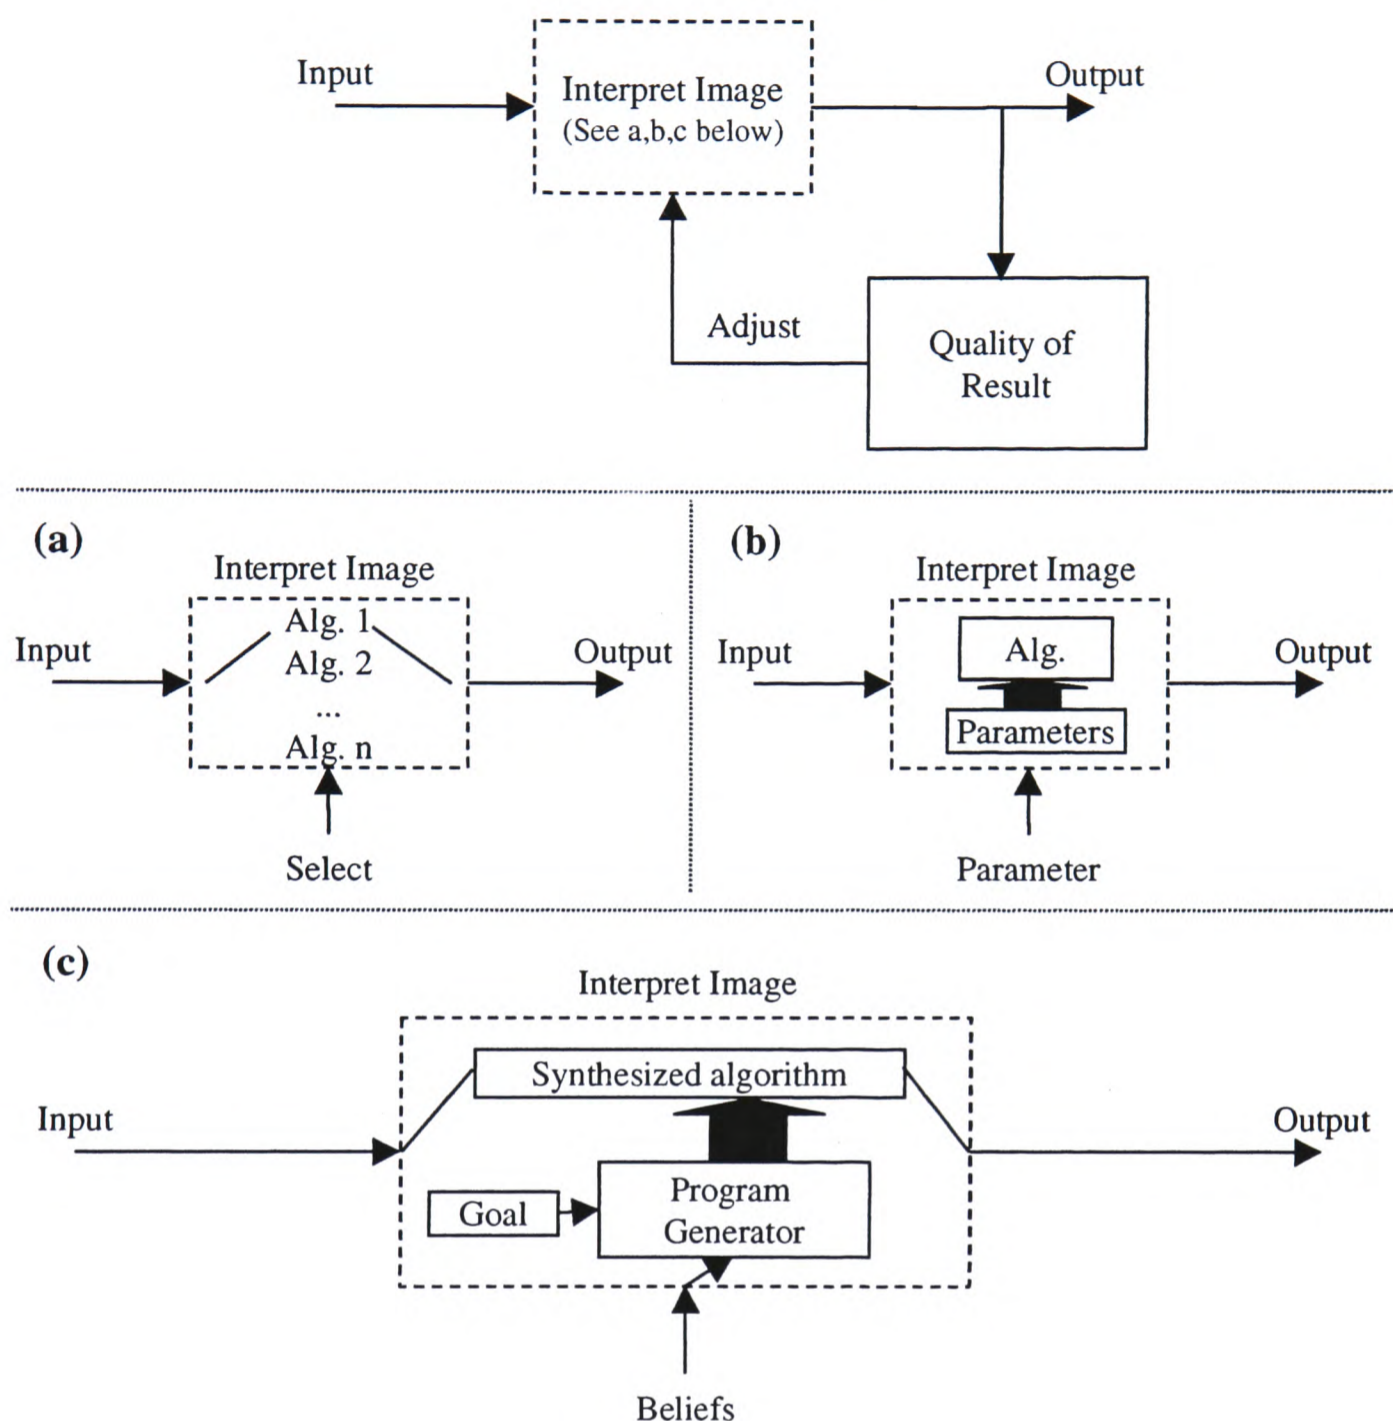 Input
Interpret Image
(See a,b,c below)
Output
Adjust
Quality of
Result
(a)
Interpret Image
Input
Alg. 1
Alg. 2
...
Alg. n
Output
Select
(b)
Interpret Image
Input
Alg.
Parameters
Output
Parameter
(c)
Interpret Image
Synthesized algorithm
Input
Output
Goal
Program
Generator
Beliefs